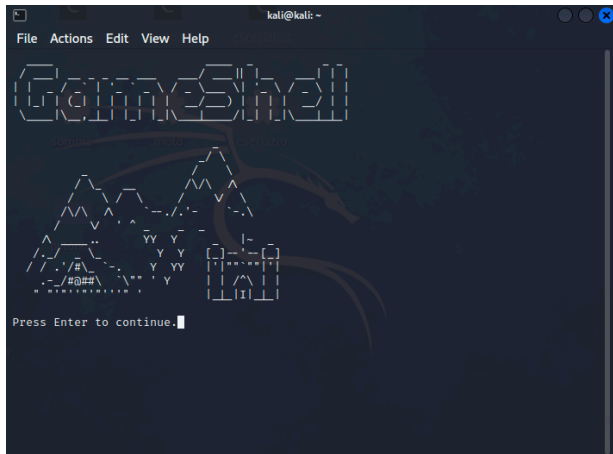 kali@kali: ~
File Actions Edit View Help
GameShell
Press Enter to continue.